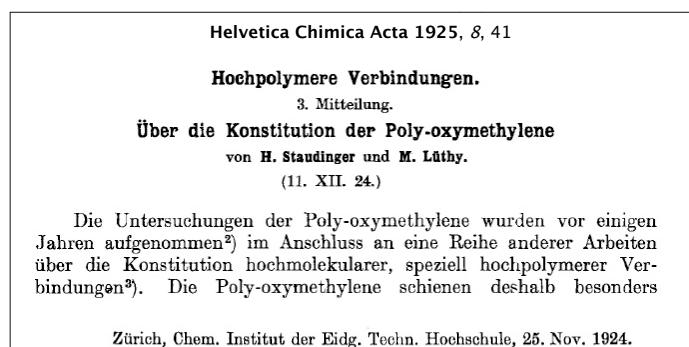 Helvetica Chimica Acta 1925, 8, 41
Hochpolymere Verbindungen.
3. Mitteilung.
Über die Konstitution der Poly-oxymethylene
von H. Staudinger und M. Lüthy.
(11. XII. 24.)
Die Untersuchungen der Poly-oxymethylene wurden vor einigen
Jahren aufgenommen²) im Anschluss an eine Reihe anderer Arbeiten
über die Konstitution hochmolekularer, speziell hochpolymerer Ver-
bindungen³). Die Poly-oxymethylene schienen deshalb besonders
Zürich, Chem. Institut der Eidg. Techn. Hochschule, 25. Nov. 1924.